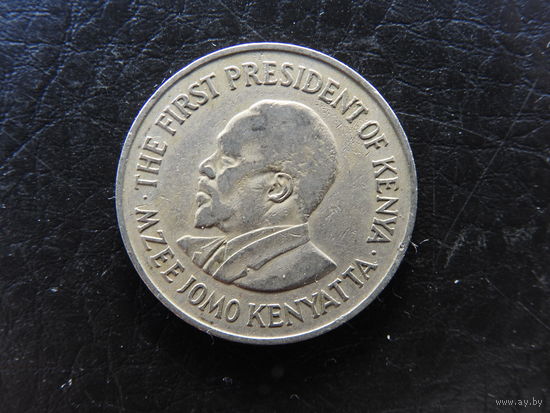 · THE FIRST PRESIDENT OF KENYA ·
MZEE JOMO KENYATTA
www.ay.by